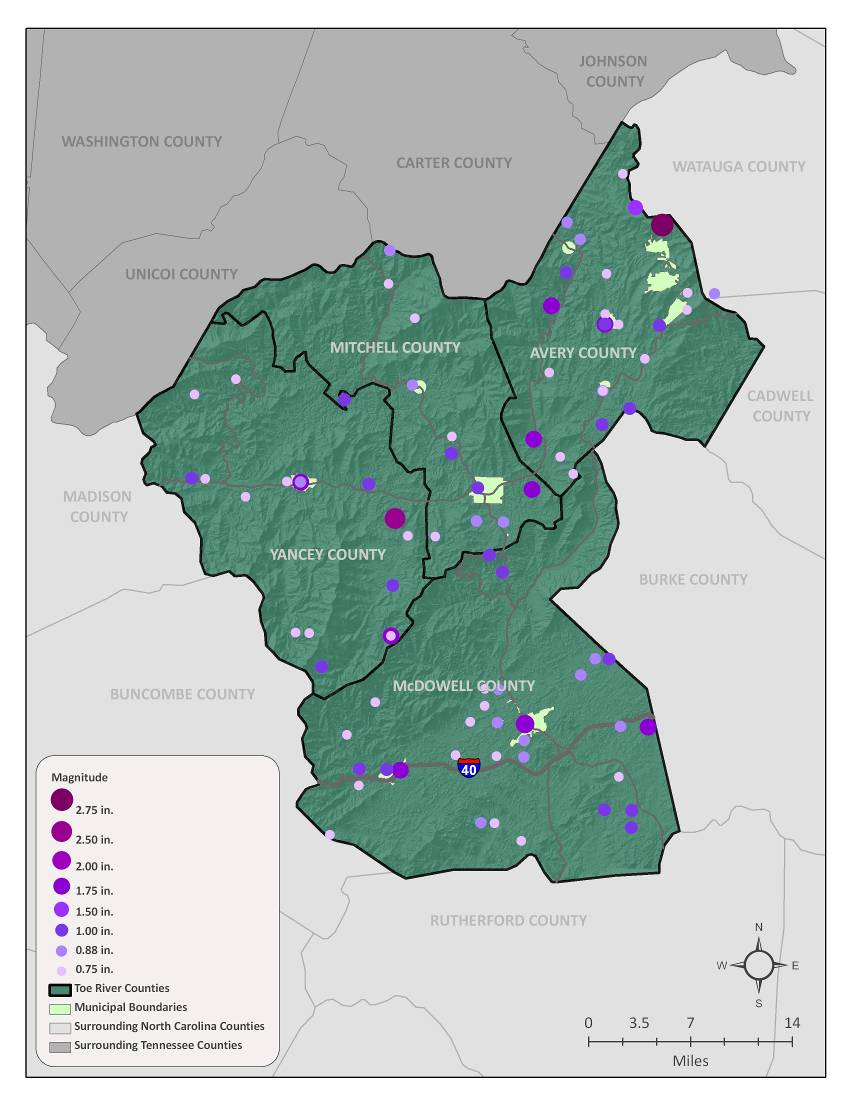 JOHNSON
COUNTY
WASHINGTON COUNTY
CARTER COUNTY
WATAUGA COUNTY
UNICOI COUNTY
MITCHELL COUNTY
AVERY COUNTY
CADWELL
COUNTY
MADISON
COUNTY
YANCEY COUNTY
BURKE COUNTY
McDOWELL COUNTY
BUNCOMBE COUNTY
40
RUTHERFORD COUNTY
Magnitude
2.75 in.
2.50 in.
2.00 in.
1.75 in.
1.50 in.
1.00 in.
0.88 in.
0.75 in.
Toe River Counties
Municipal Boundaries
Surrounding North Carolina Counties
Surrounding Tennessee Counties
N
W E
S
0 3.5 7 14
Miles